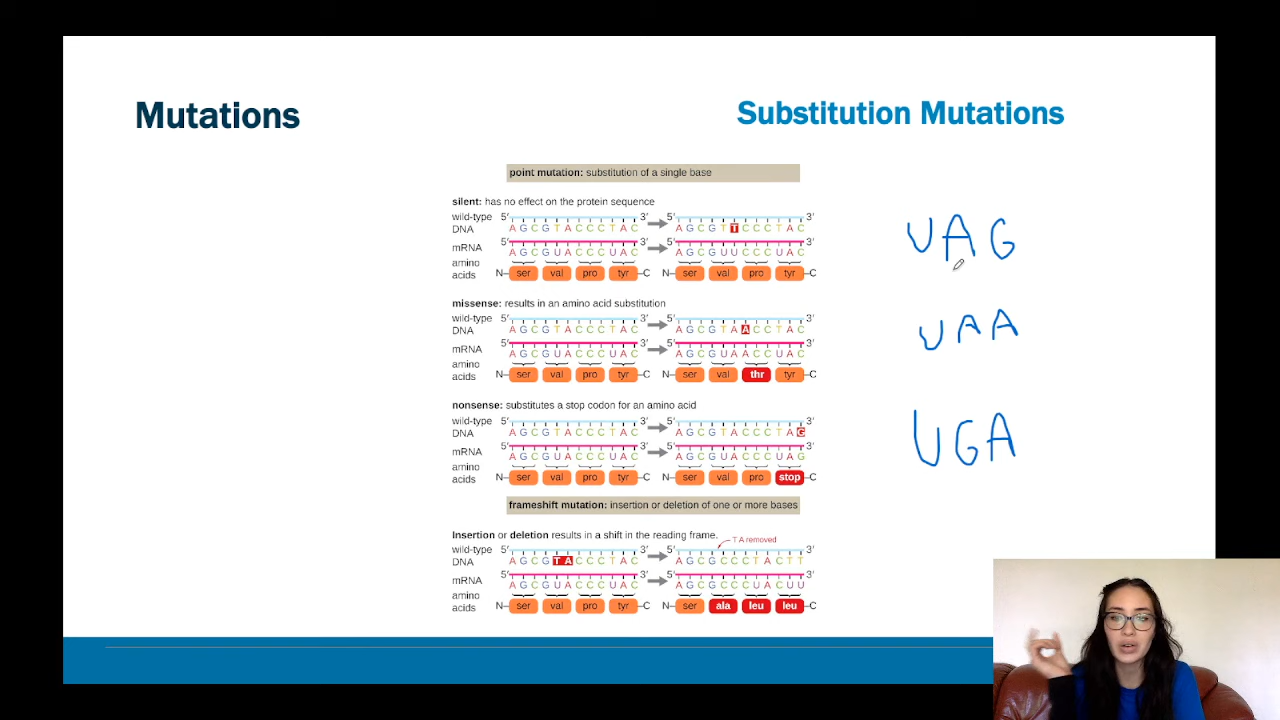 Mutations
Substitution Mutations
point mutation: substitution of a single base
silent: has no effect on the protein sequence
wild-type DNA 5′ AGCGTACCCTAC 3′ 5′ AGCGTTCCCTAC 3′
mRNA 5′ AGCGUACCCUAC 3′ 5′ AGCGUUCCCUAC 3′
amino acids N– ser val pro tyr –C N– ser val pro tyr –C
missense: results in an amino acid substitution
wild-type DNA 5′ AGCGTACCCTAC 3′ 5′ AGCGTAACCTAC 3′
mRNA 5′ AGCGUACCCUAC 3′ 5′ AGCGUAACCUAC 3′
amino acids N– ser val pro tyr –C N– ser val thr tyr –C
nonsense: substitutes a stop codon for an amino acid
wild-type DNA 5′ AGCGTACCCTAC 3′ 5′ AGCGTACCCTAG 3′
mRNA 5′ AGCGUACCCUAC 3′ 5′ AGCGUACCCUAG 3′
amino acids N– ser val pro tyr –C N– ser val pro stop –C
frameshift mutation: insertion or deletion of one or more bases
Insertion or deletion results in a shift in the reading frame.
T A removed
wild-type DNA 5′ AGCGTACCCTAC 3′ 5′ AGCGCCCTACTT 3′
mRNA 5′ AGCGUACCCUAC 3′ 5′ AGCGCCCUACUU 3′
amino acids N– ser val pro tyr –C N– ser ala leu leu –C
UAG
UAA
UGA